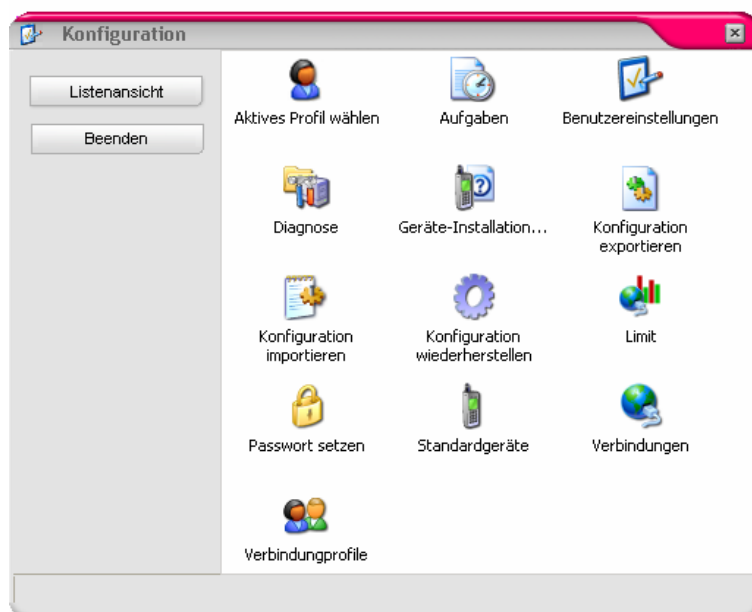 Konfiguration
Listenansicht
Beenden
Aktives Profil wählen
Aufgaben
Benutzereinstellungen
Diagnose
Geräte-Installation...
Konfiguration
exportieren
Konfiguration
importieren
Konfiguration
wiederherstellen
Limit
Passwort setzen
Standardgeräte
Verbindungen
Verbindungprofile